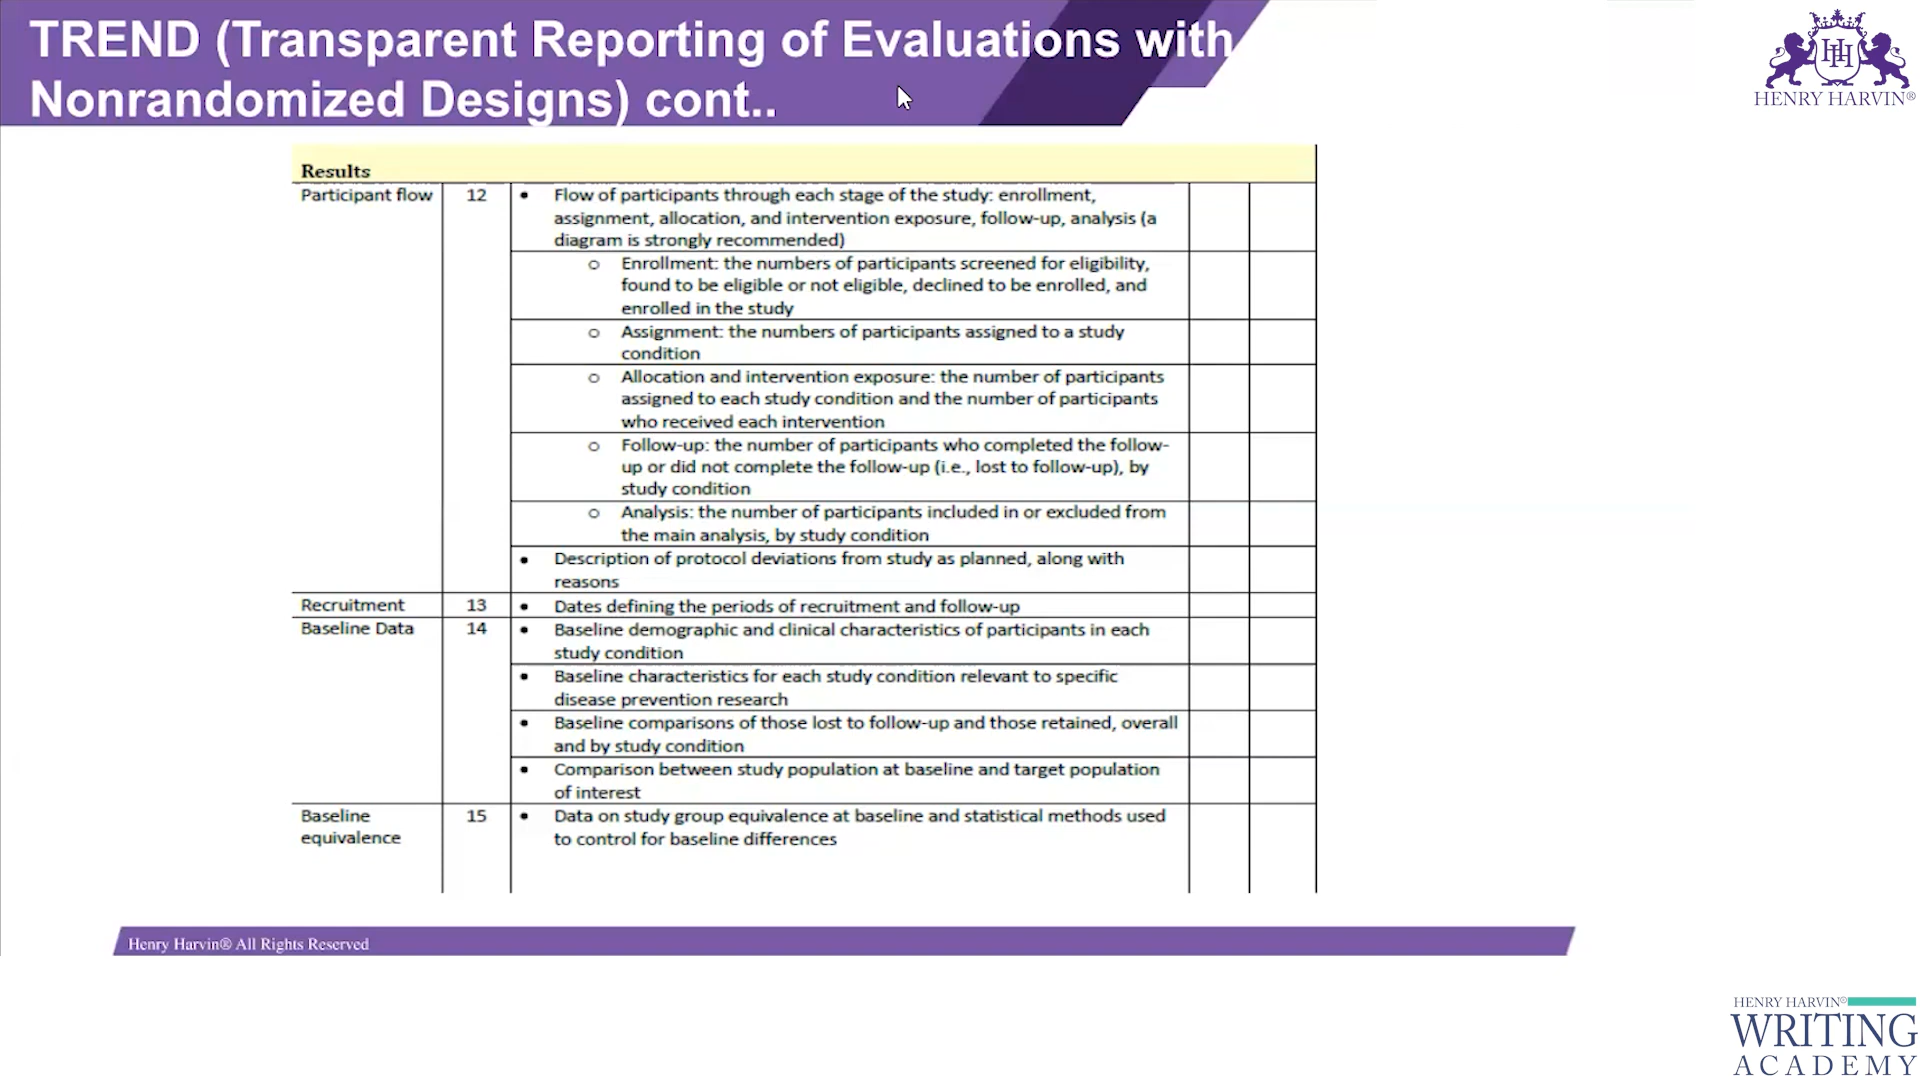 TREND (Transparent Reporting of Evaluations with
Nonrandomized Designs) cont..
HENRY HARVIN®
Results
Participant flow 12 • Flow of participants through each stage of the study: enrollment,
assignment, allocation, and intervention exposure, follow-up, analysis (a
diagram is strongly recommended)
o Enrollment: the numbers of participants screened for eligibility,
found to be eligible or not eligible, declined to be enrolled, and
enrolled in the study
o Assignment: the numbers of participants assigned to a study
condition
o Allocation and intervention exposure: the number of participants
assigned to each study condition and the number of participants
who received each intervention
o Follow-up: the number of participants who completed the follow-
up or did not complete the follow-up (i.e., lost to follow-up), by
study condition
o Analysis: the number of participants included in or excluded from
the main analysis, by study condition
• Description of protocol deviations from study as planned, along with
reasons
Recruitment 13 • Dates defining the periods of recruitment and follow-up
Baseline Data 14 • Baseline demographic and clinical characteristics of participants in each
study condition
• Baseline characteristics for each study condition relevant to specific
disease prevention research
• Baseline comparisons of those lost to follow-up and those retained, overall
and by study condition
• Comparison between study population at baseline and target population
of interest
Baseline 15 • Data on study group equivalence at baseline and statistical methods used
equivalence to control for baseline differences
Henry Harvin® All Rights Reserved
HENRY HARVIN®
WRITING
ACADEMY